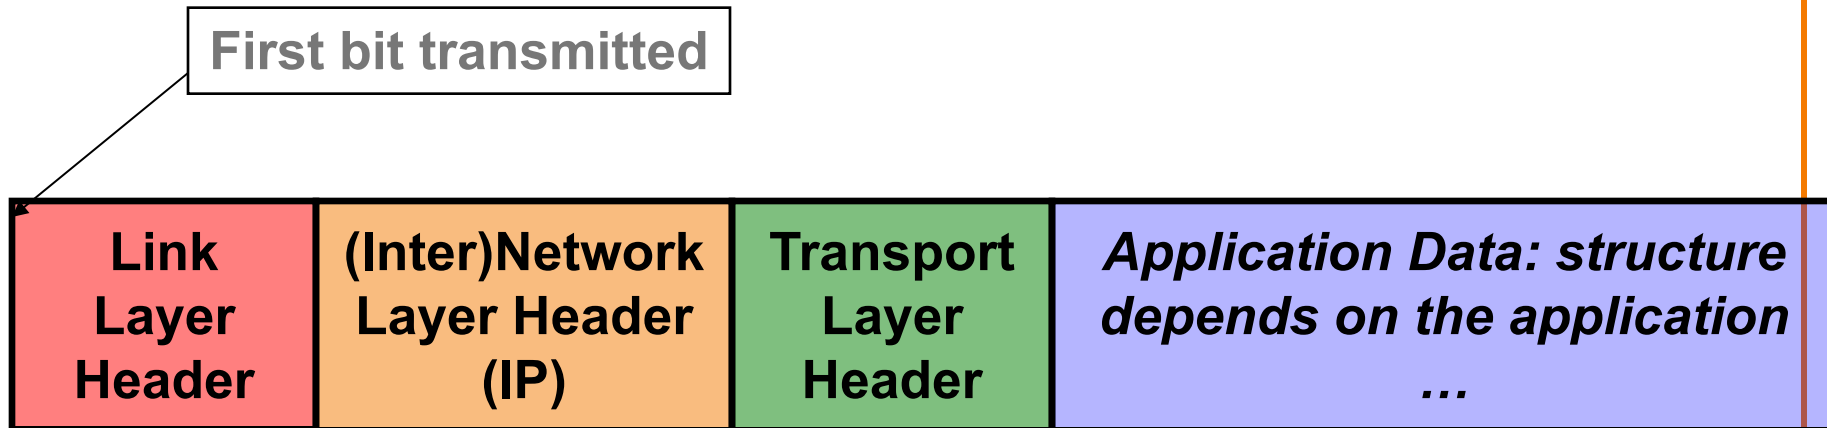 First bit transmitted
Link
Layer
Header
(Inter)Network
Layer Header
(IP)
Transport
Layer
Header
Application Data: structure
depends on the application
…